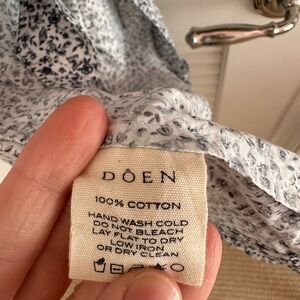 DÔEN
100% COTTON
HAND WASH COLD
DO NOT BLEACH
LAY FLAT TO DRY
LOW IRON
OR DRY CLEAN